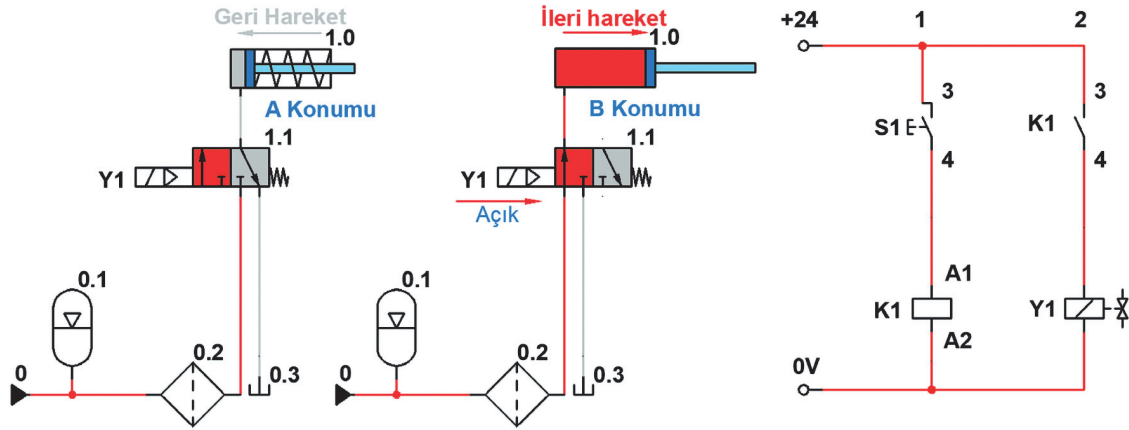 Geri Hareket
1.0
A Konumu
1.1
Y1
0.1
0
0.2
0.3
İleri hareket
1.0
B Konumu
1.1
Y1
Açık
0.1
0
0.2
0.3
+24
1
2
3
3
S1
K1
4
4
A1
K1
Y1
A2
0V